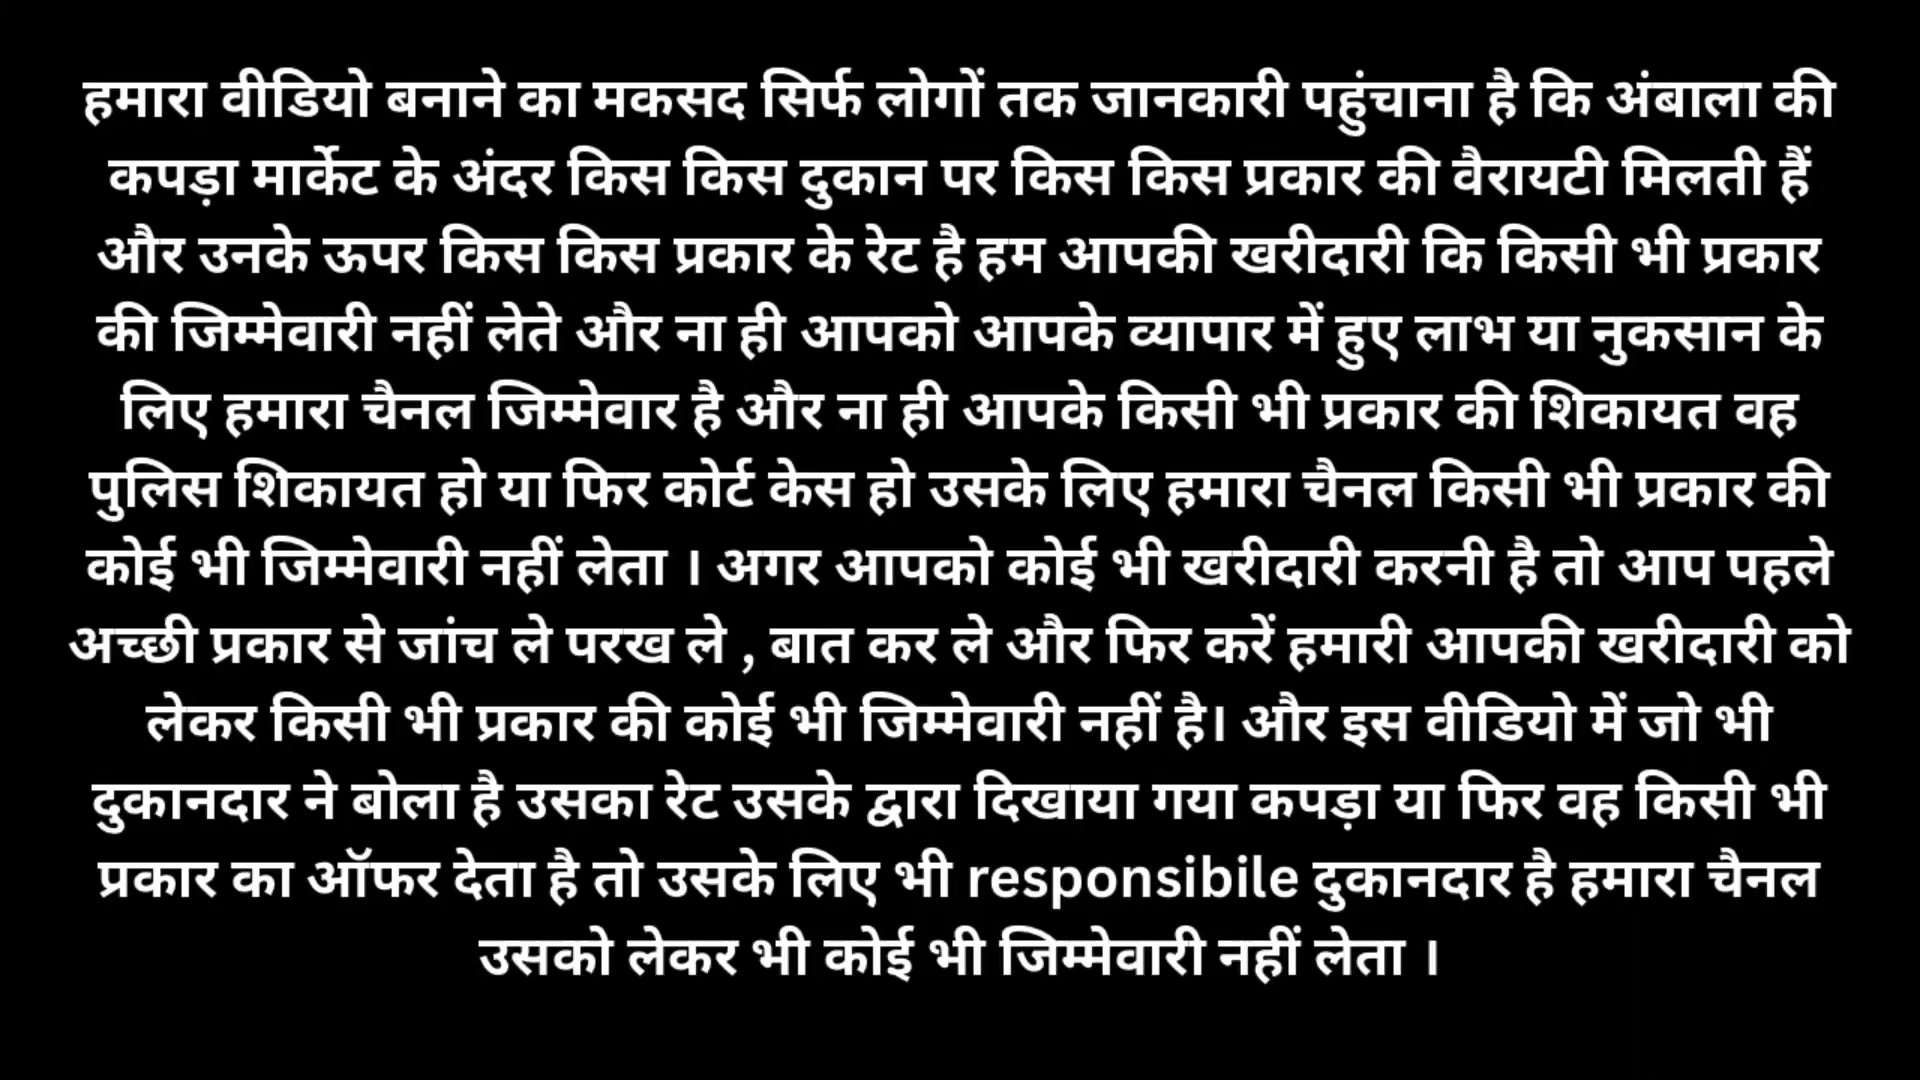 हमारा वीडियो बनाने का मकसद सिर्फ लोगों तक जानकारी पहुंचाना है कि अंबाला की
कपड़ा मार्केट के अंदर किस किस दुकान पर किस किस प्रकार की वैरायटी मिलती हैं
और उनके ऊपर किस किस प्रकार के रेट है हम आपकी खरीदारी कि किसी भी प्रकार
की जिम्मेवारी नहीं लेते और ना ही आपको आपके व्यापार में हुए लाभ या नुकसान के
लिए हमारा चैनल जिम्मेवार है और ना ही आपके किसी भी प्रकार की शिकायत वह
पुलिस शिकायत हो या फिर कोर्ट केस हो उसके लिए हमारा चैनल किसी भी प्रकार की
कोई भी जिम्मेवारी नहीं लेता । अगर आपको कोई भी खरीदारी करनी है तो आप पहले
अच्छी प्रकार से जांच ले परख ले , बात कर ले और फिर करें हमारी आपकी खरीदारी को
लेकर किसी भी प्रकार की कोई भी जिम्मेवारी नहीं है। और इस वीडियो में जो भी
दुकानदार ने बोला है उसका रेट उसके द्वारा दिखाया गया कपड़ा या फिर वह किसी भी
प्रकार का ऑफर देता है तो उसके लिए भी responsibile दुकानदार है हमारा चैनल
उसको लेकर भी कोई भी जिम्मेवारी नहीं लेता ।